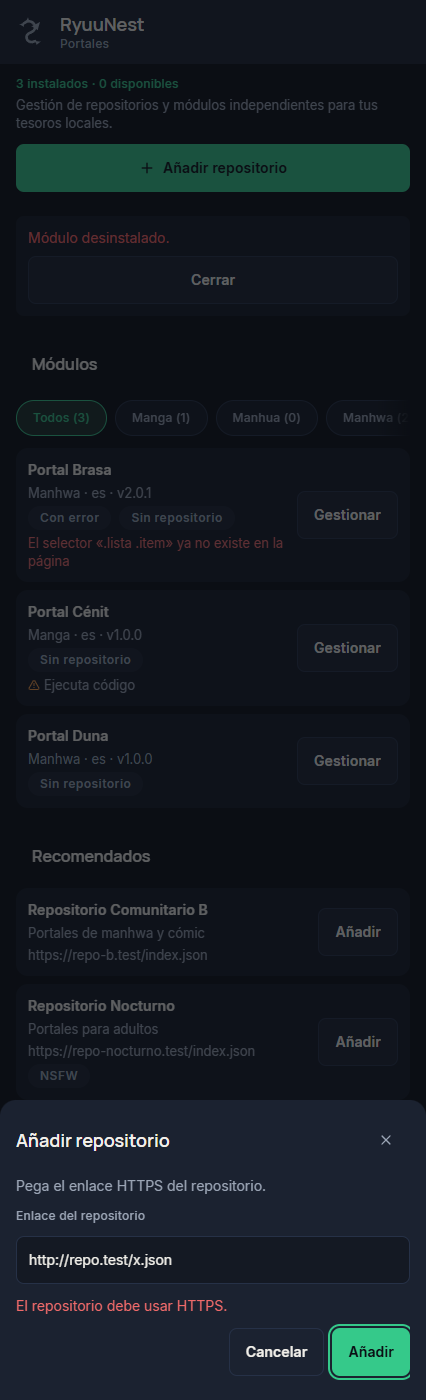 RyuuNest
Portales
3 instalados · 0 disponibles
Gestión de repositorios y módulos independientes para tus
tesoros locales.
+ Añadir repositorio
Módulo desinstalado.
Cerrar
Módulos
Todos (3) Manga (1) Manhua (0) Manhwa (2
Portal Brasa
Manhwa · es · v2.0.1
Con error Sin repositorio
El selector «.lista .item» ya no existe en la
página
Gestionar
Portal Cénit
Manga · es · v1.0.0
Sin repositorio
⚠ Ejecuta código
Gestionar
Portal Duna
Manhwa · es · v1.0.0
Sin repositorio
Gestionar
Recomendados
Repositorio Comunitario B
Portales de manhwa y cómic
https://repo-b.test/index.json
Añadir
Repositorio Nocturno
Portales para adultos
https://repo-nocturno.test/index.json
NSFW
Añadir
Añadir repositorio
Pega el enlace HTTPS del repositorio.
Enlace del repositorio
http://repo.test/x.json
El repositorio debe usar HTTPS.
Cancelar Añadir